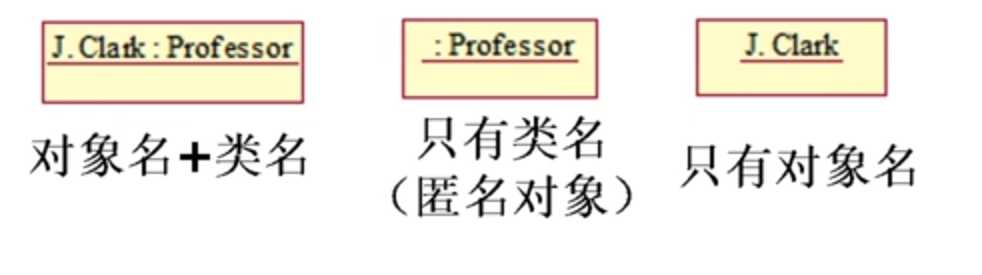 J. Clark : Professor
: Professor
J. Clark
对象名+类名
只有类名
（匿名对象）
只有对象名